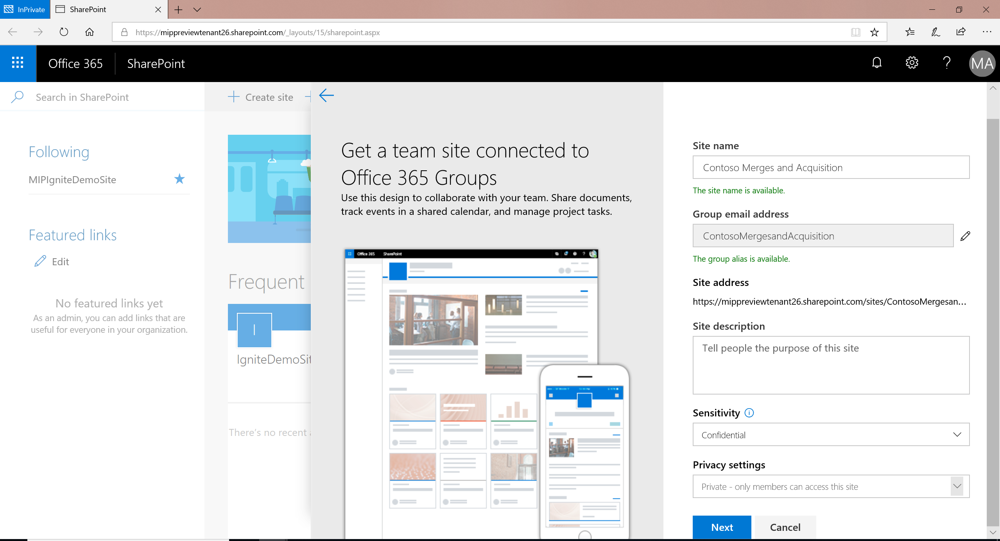 InPrivate
SharePoint
https://mippreviewtenant26.sharepoint.com/_layouts/15/sharepoint.aspx
Office 365
SharePoint
MA
Search in SharePoint
Create site
Following
MIPIgniteDemoSite
Featured links
Edit
No featured links yet
As an admin, you can add links that are
useful for everyone in your organization.
Frequent
I
IgniteDemoSit
There's no recent
Get a team site connected to
Office 365 Groups
Use this design to collaborate with your team. Share documents,
track events in a shared calendar, and manage project tasks.
Office 365 SharePoint
Site name
Contoso Merges and Acquisition
The site name is available.
Group email address
ContosoMergesandAcquisition
The group alias is available.
Site address
https://mippreviewtenant26.sharepoint.com/sites/ContosoMergesan...
Site description
Tell people the purpose of this site
Sensitivity
Confidential
Privacy settings
Private - only members can access this site
Next
Cancel